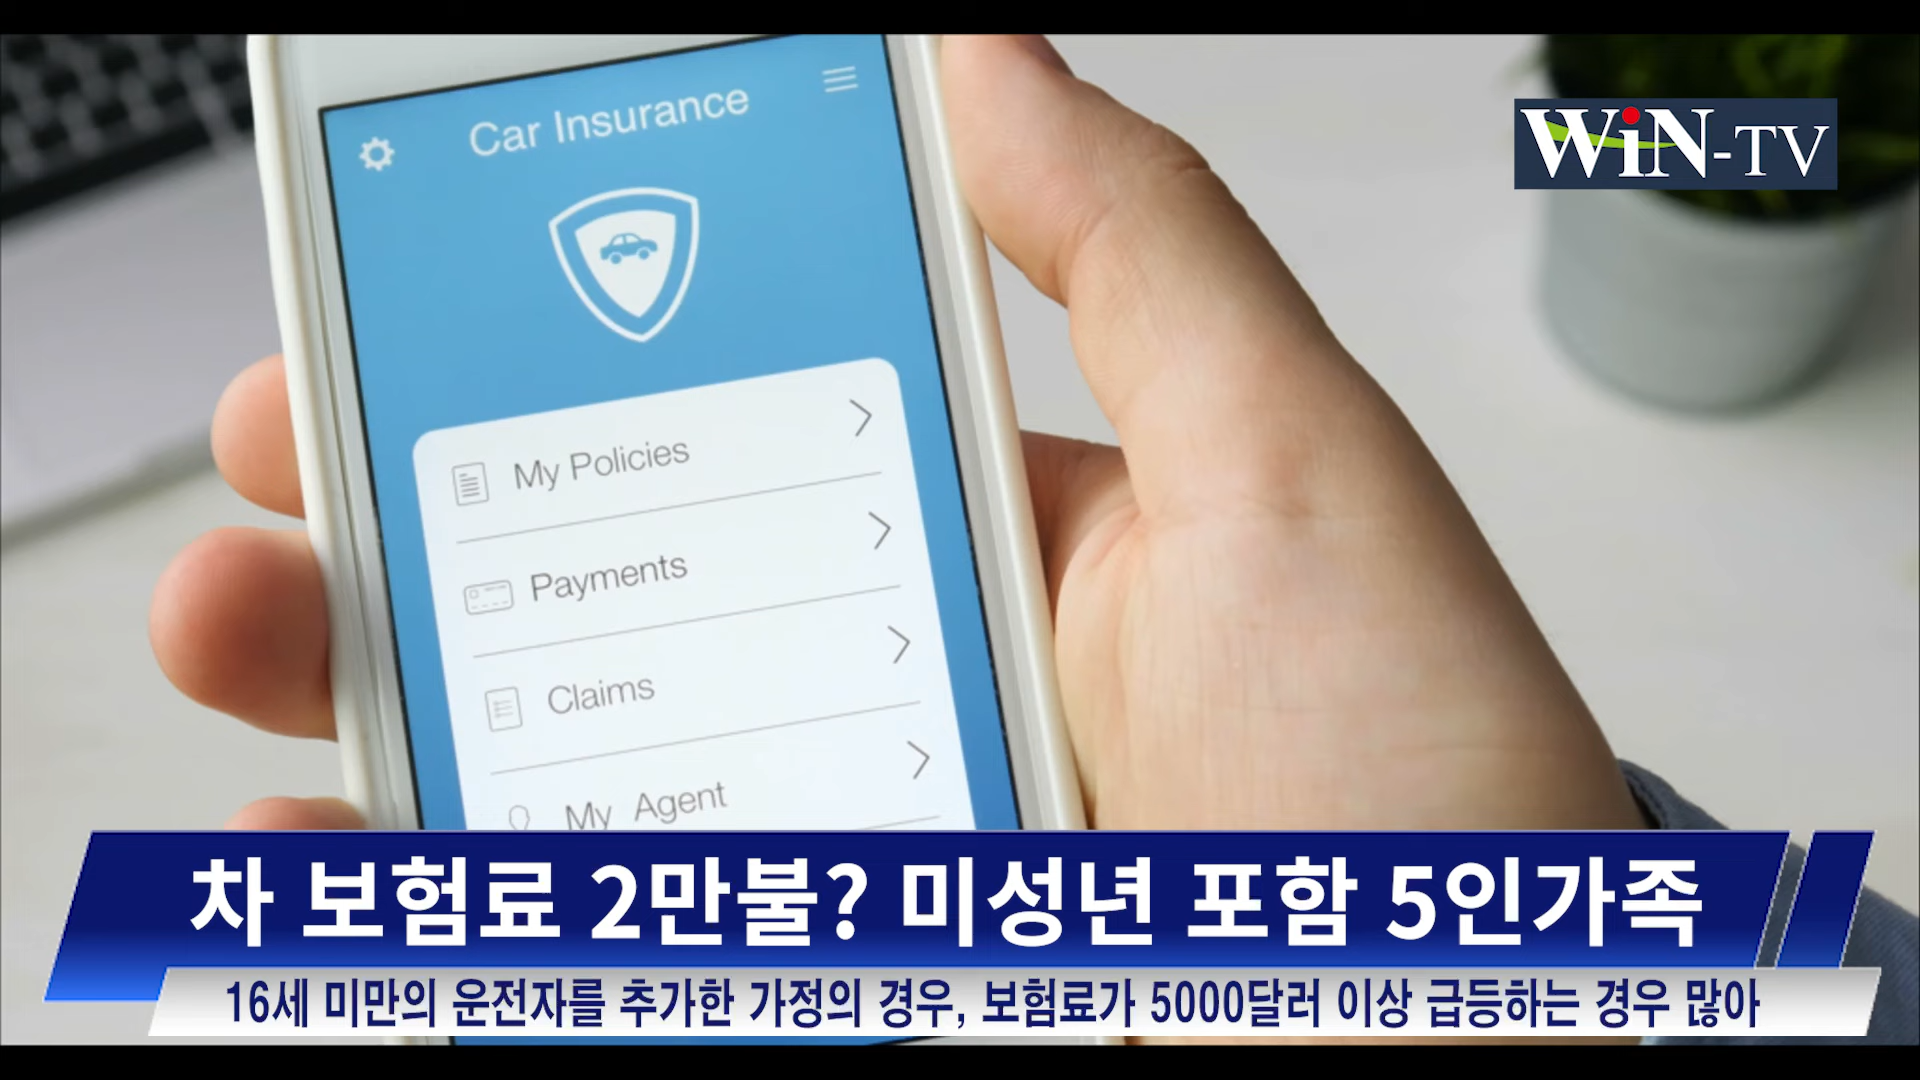 Car Insurance
WiN-TV
My Policies
Payments
Claims
My Agent
차 보험료 2만불? 미성년 포함 5인가족
16세 미만의 운전자를 추가한 가정의 경우, 보험료가 5000달러 이상 급등하는 경우 많아